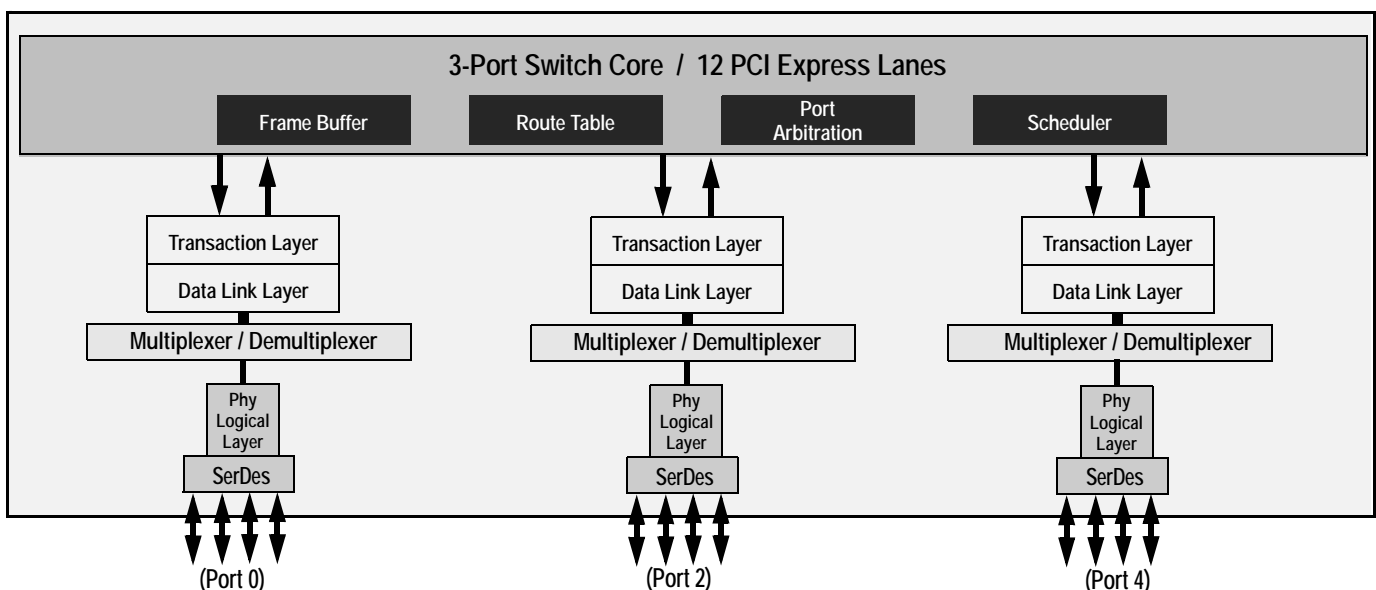 3-Port Switch Core / 12 PCI Express Lanes
Frame Buffer
Route Table
Port
Arbitration
Scheduler
Transaction Layer
Data Link Layer
Multiplexer / Demultiplexer
Phy
Logical
Layer
SerDes
(Port 0)
Transaction Layer
Data Link Layer
Multiplexer / Demultiplexer
Phy
Logical
Layer
SerDes
(Port 2)
Transaction Layer
Data Link Layer
Multiplexer / Demultiplexer
Phy
Logical
Layer
SerDes
(Port 4)